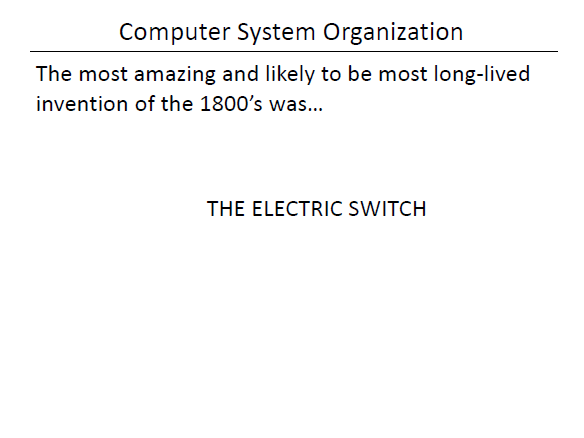 Computer System Organization
The most amazing and likely to be most long-lived
invention of the 1800’s was…
THE ELECTRIC SWITCH